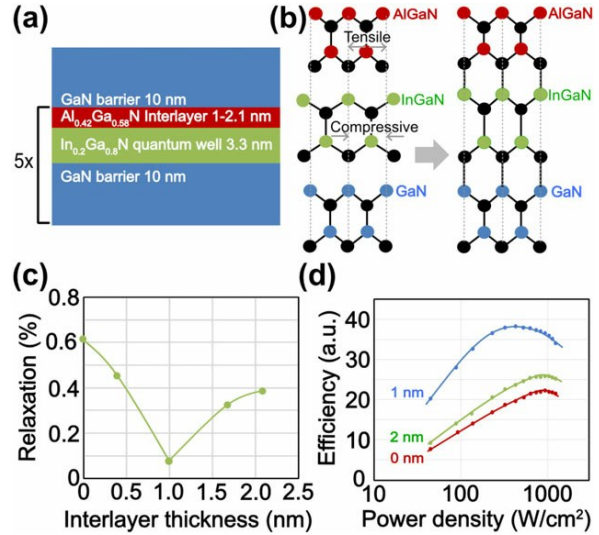 (a)
GaN barrier 10 nm
Al0.42Ga0.58N Interlayer 1-2.1 nm
In0.2Ga0.8N quantum well 3.3 nm
GaN barrier 10 nm
5x
(b)
AlGaN
AlGaN
Tensile
InGaN
InGaN
Compressive
GaN
GaN
(c)
Relaxation (%)
0.8
0.6
0.4
0.2
0
0
0.5
1.0
1.5
2.0
2.5
Interlayer thickness (nm)
(d)
Efficiency (a.u.)
40
30
20
10
0
1 nm
2 nm
0 nm
10
100
1000
Power density (W/cm²)